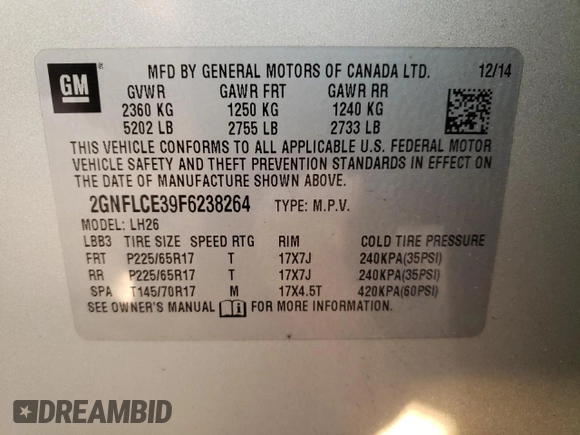 GM
MFD BY GENERAL MOTORS OF CANADA LTD. 12/14
GVWR GAWR FRT GAWR RR
2360 KG 1250 KG 1240 KG
5202 LB 2755 LB 2733 LB
THIS VEHICLE CONFORMS TO ALL APPLICABLE U.S. FEDERAL MOTOR
VEHICLE SAFETY AND THEFT PREVENTION STANDARDS IN EFFECT ON
THE DATE OF MANUFACTURE SHOWN ABOVE.
2GNFLCE39F6238264 TYPE: M.P.V.
MODEL: LH26
LBB3 TIRE SIZE SPEED RTG RIM COLD TIRE PRESSURE
FRT P225/65R17 T 17X7J 240KPA(35PSI)
RR P225/65R17 T 17X7J 240KPA(35PSI)
SPA T145/70R17 M 17X4.5T 420KPA(60PSI)
SEE OWNER'S MANUAL FOR MORE INFORMATION.
DREAMBID